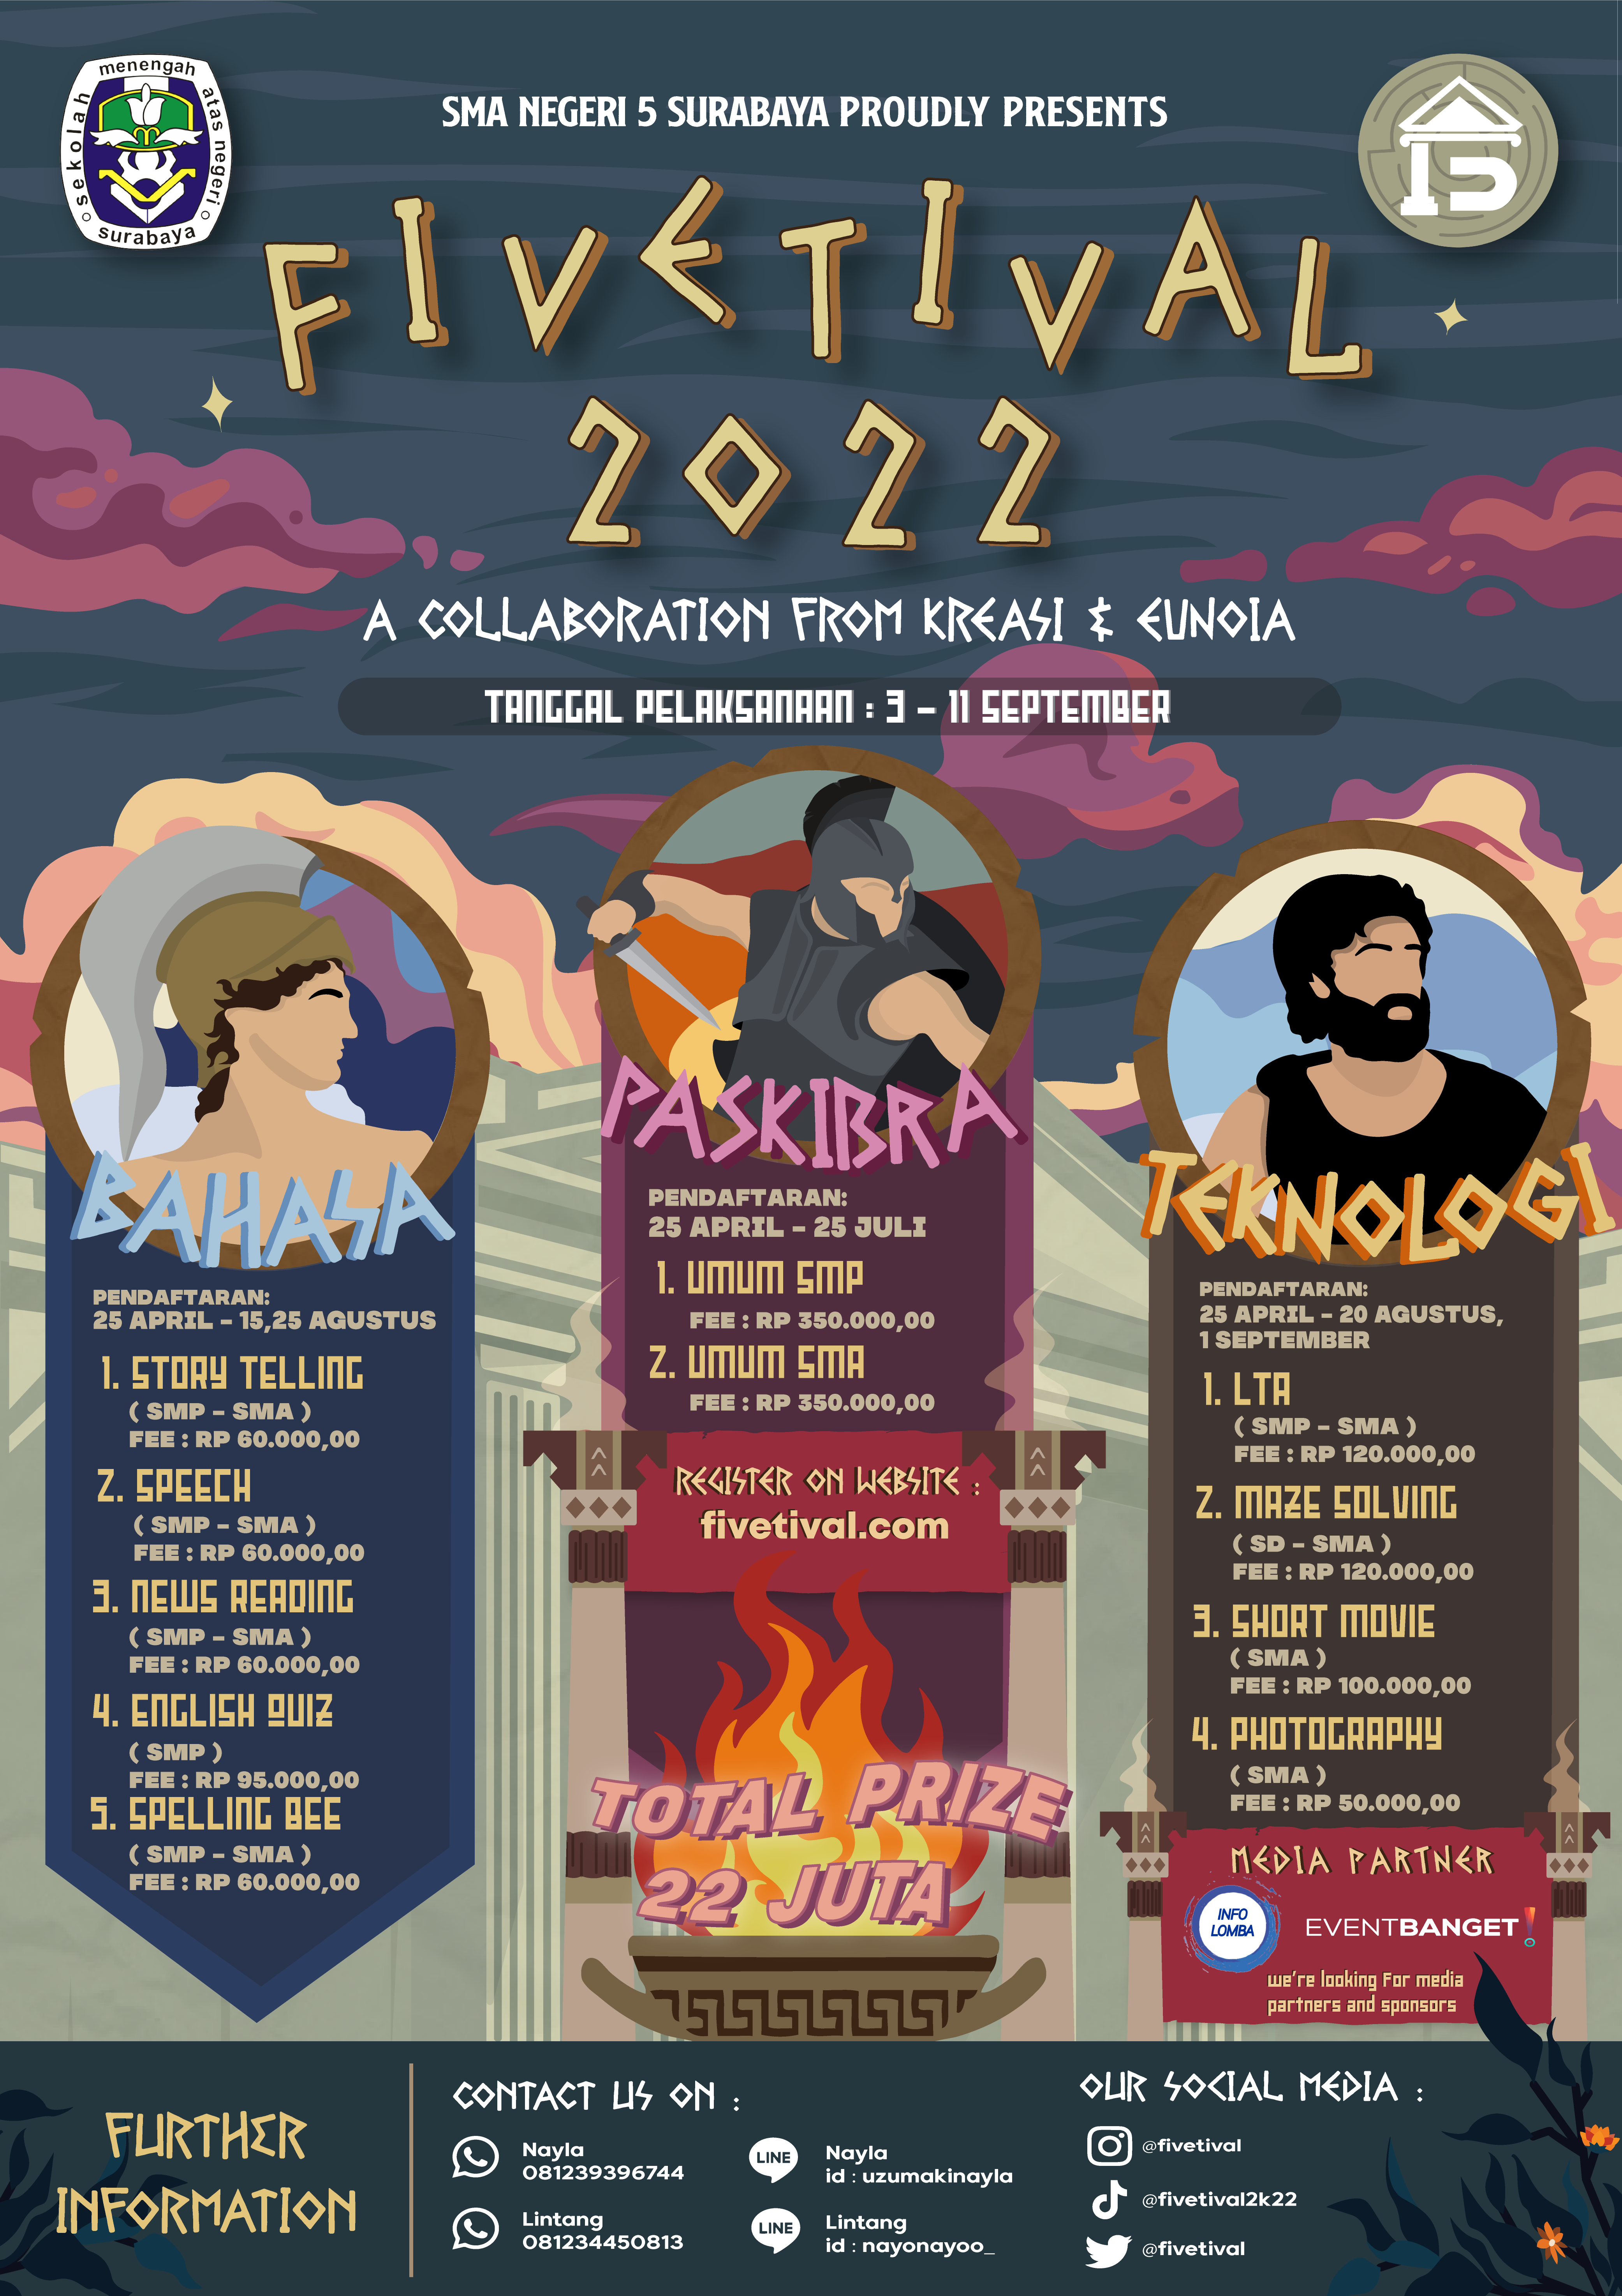 sekolah menengah atas negeri
surabaya
SMA NEGERI 5 SURABAYA PROUDLY PRESENTS
FIVETIVAL
2022
A COLLABORATION FROM KREASI & EUNOIA
TANGGAL PELAKSANAAN : 3 - 11 SEPTEMBER
BAHASA
PENDAFTARAN:
25 APRIL - 15,25 AGUSTUS
1. STORY TELLING
( SMP - SMA )
FEE : RP 60.000,00
2. SPEECH
( SMP - SMA )
FEE : RP 60.000,00
3. NEWS READING
( SMP - SMA )
FEE : RP 60.000,00
4. ENGLISH QUIZ
( SMP )
FEE : RP 95.000,00
5. SPELLING BEE
( SMP - SMA )
FEE : RP 60.000,00
PASKIBRA
PENDAFTARAN:
25 APRIL - 25 JULI
1. UMUM SMP
FEE : RP 350.000,00
2. UMUM SMA
FEE : RP 350.000,00
REGISTER ON WEBSITE :
fivetival.com
TOTAL PRIZE
22 JUTA
TEKNOLOGI
PENDAFTARAN:
25 APRIL - 20 AGUSTUS,
1 SEPTEMBER
1. LTA
( SMP - SMA )
FEE : RP 120.000,00
2. MAZE SOLVING
( SD - SMA )
FEE : RP 120.000,00
3. SHORT MOVIE
( SMA )
FEE : RP 100.000,00
4. PHOTOGRAPHY
( SMA )
FEE : RP 50.000,00
MEDIA PARTNER
INFO
LOMBA
EVENTBANGET!
we're looking for media
partners and sponsors
FURTHER
INFORMATION
CONTACT US ON :
Nayla
081239396744
Lintang
081234450813
LINE
Nayla
id : uzumakinayla
LINE
Lintang
id : nayonayoo_
OUR SOCIAL MEDIA :
@fivetival
@fivetival2k22
@fivetival